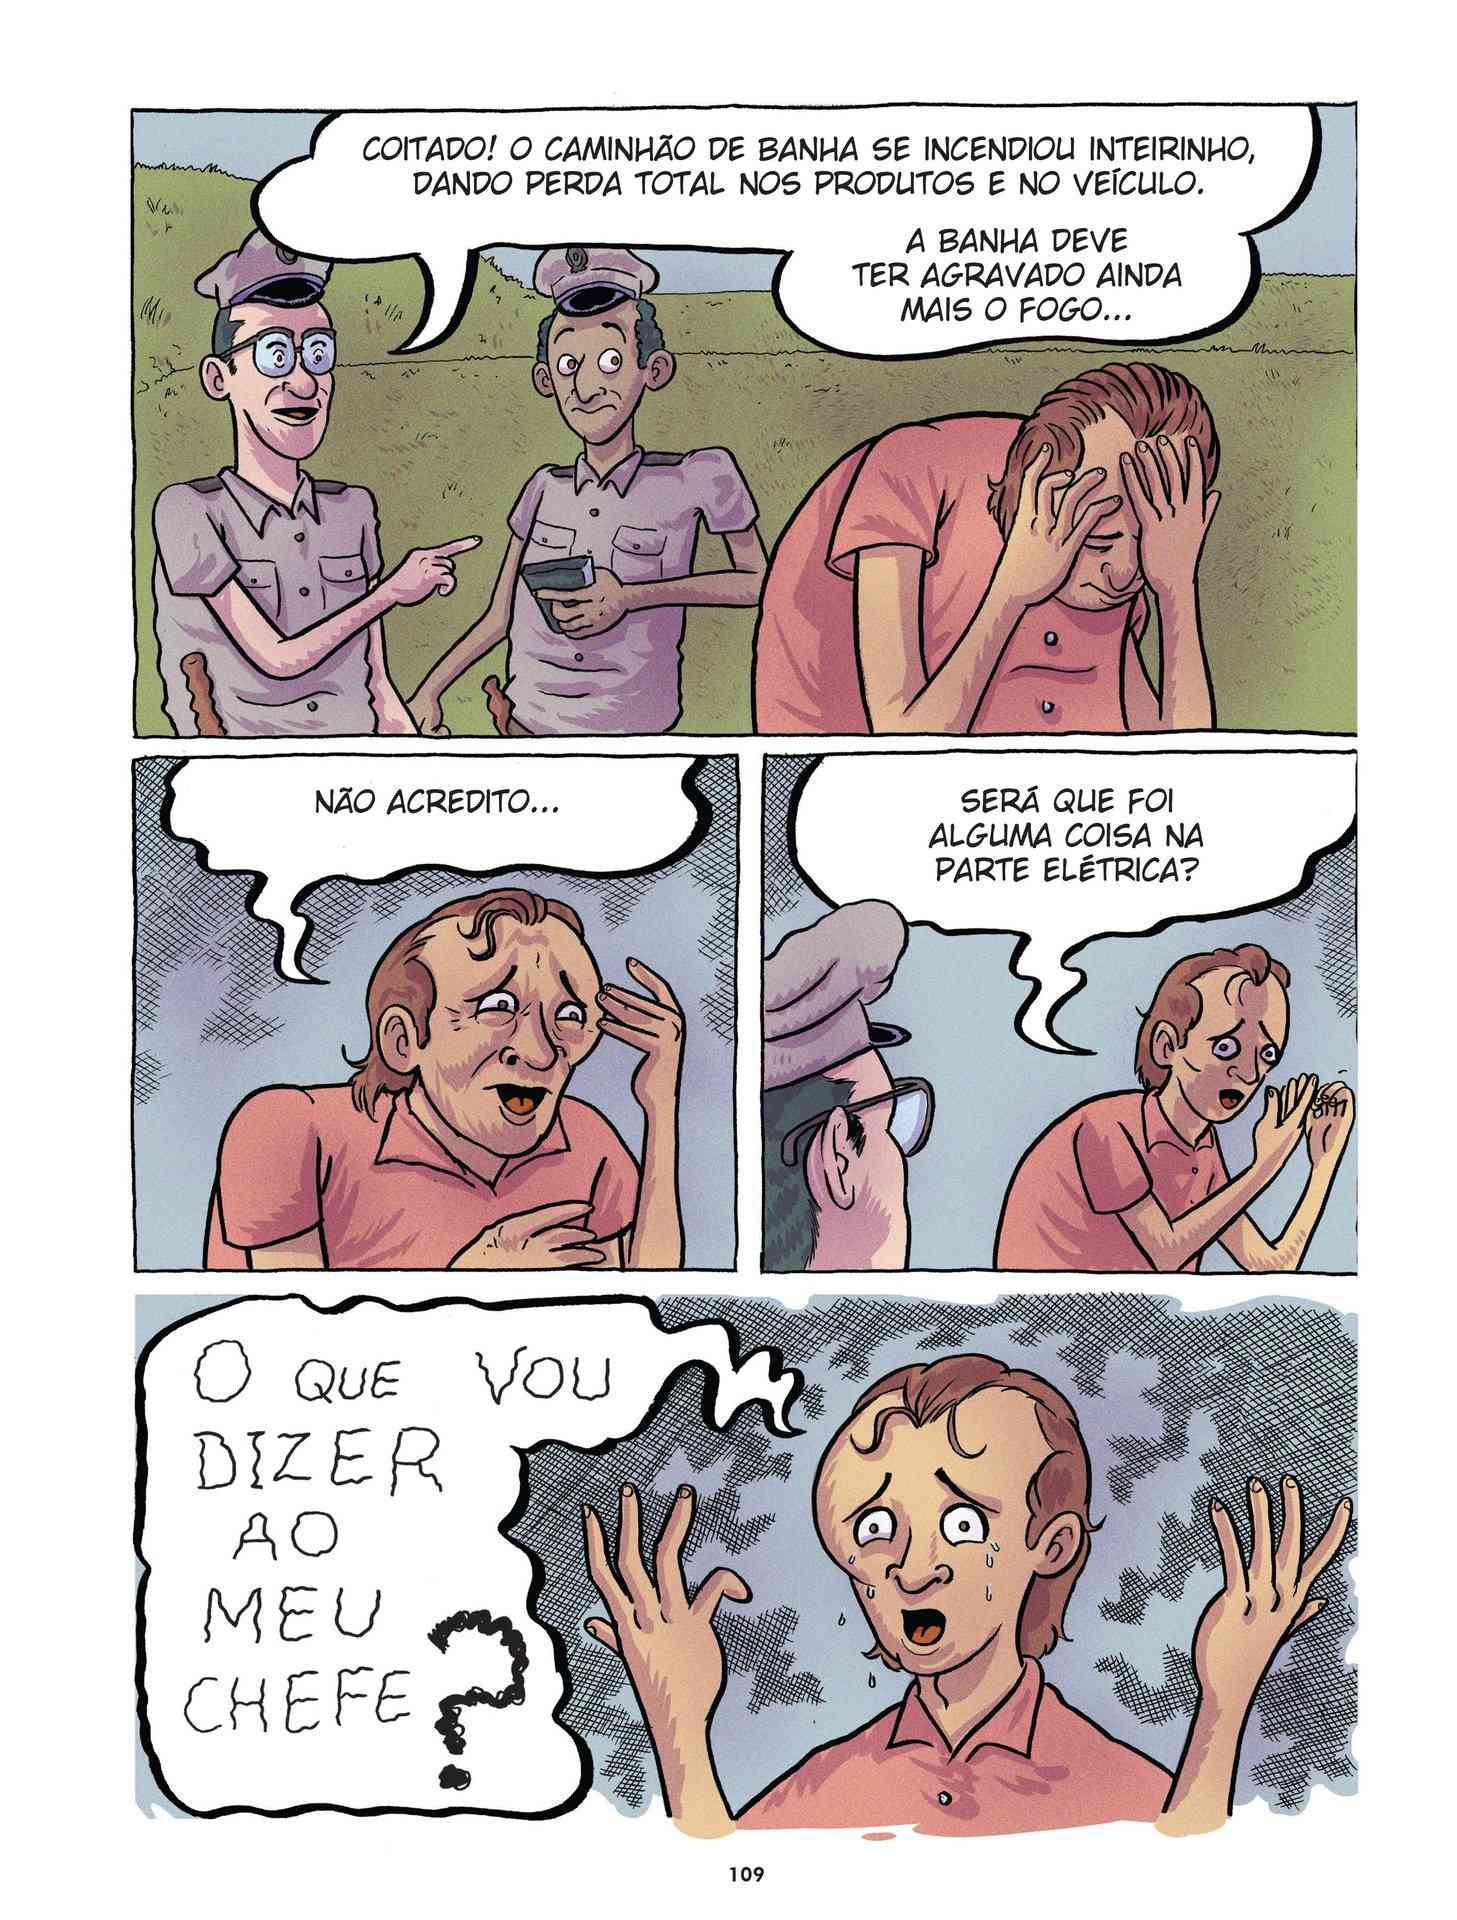 COITADO! O CAMINHÃO DE BANHA SE INCENDIOU INTEIRINHO,
DANDO PERDA TOTAL NOS PRODUTOS E NO VEÍCULO.
A BANHA DEVE
TER AGRAVADO AINDA
MAIS O FOGO...
NÃO ACREDITO...
SERÁ QUE FOI
ALGUMA COISA NA
PARTE ELÉTRICA?
O QUE VOU
DIZER
AO
MEU
CHEFE?
109